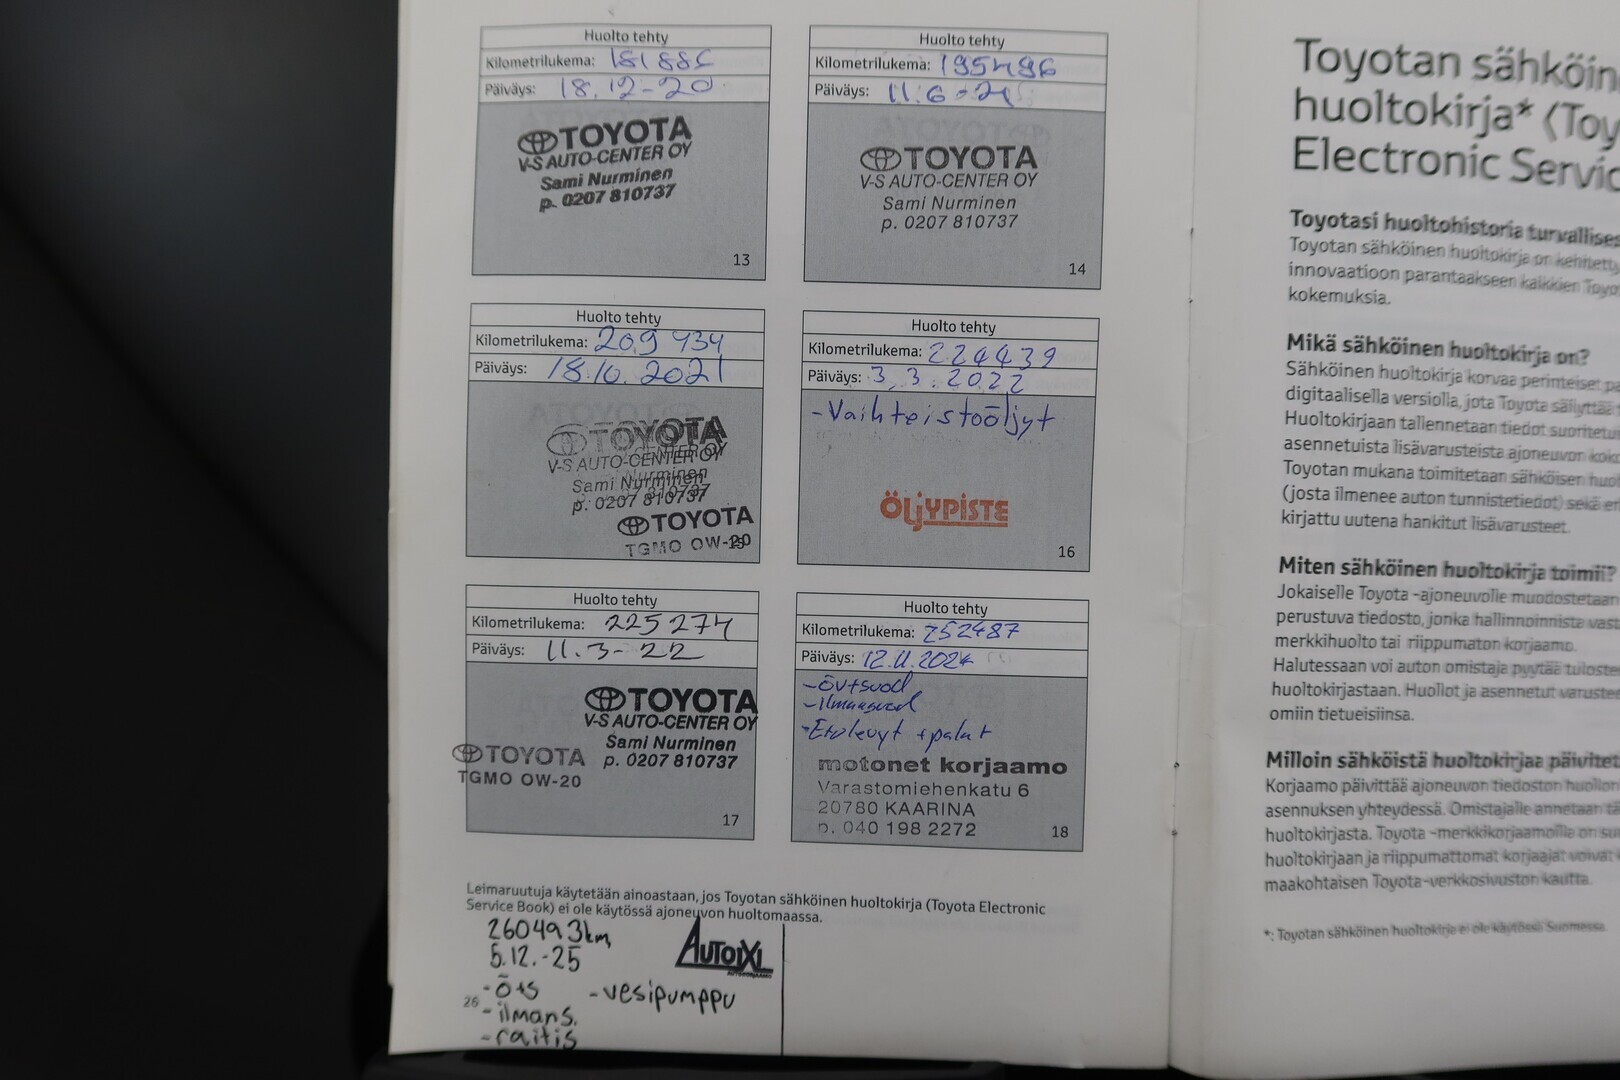 Huolto tehty
Kilometrilukema: 181886
Päiväys: 18.12-20
TOYOTA
V-S AUTO-CENTER OY
Sami Nurminen
p. 0207 810737
13
Huolto tehty
Kilometrilukema: 195496
Päiväys: 11.6-21
TOYOTA
V-S AUTO-CENTER OY
Sami Nurminen
p. 0207 810737
14
Huolto tehty
Kilometrilukema: 209 434
Päiväys: 18.10.2021
TOYOTA
V-S AUTO-CENTER OY
Sami Nurminen
p. 0207 810737
TOYOTA
TGMO OW-20
Huolto tehty
Kilometrilukema: 224439
Päiväys: 3.3.2022
-Vaihteistoöljyt
ÖLJYPISTE
16
Huolto tehty
Kilometrilukema: 225274
Päiväys: 11.3-22
TOYOTA
V-S AUTO-CENTER OY
Sami Nurminen
p. 0207 810737
TOYOTA
TGMO OW-20
17
Huolto tehty
Kilometrilukema: 252487
Päiväys: 12.11.2024
-öv+suod
-ilmansuod
-Etulevyt +palat
motonet korjaamo
Varastomiehenkatu 6
20780 KAARINA
p. 040 198 2272
18
Leimaruutuja käytetään ainoastaan, jos Toyotan sähköinen huoltokirja (Toyota Electronic
Service Book) ei ole käytössä ajoneuvon huoltomaassa.
260493km
5.12.-25
-ö+s
-vesipumppu
-ilmans.
-raitis
AUTOIXI
26
Toyotan sähköin
huoltokirja* (Toy
Electronic Servic
Toyotasi huoltohistoria turvallises
Toyotan sähköinen huoltokirja on kehitetty
innovaatioon parantaakseen kaikkien Toyo
kokemuksia.
Mikä sähköinen huoltokirja on?
Sähköinen huoltokirja korvaa perinteiset pa
digitaalisella versiolla, jota Toyota säilyttää
Huoltokirjaan tallennetaan tiedot suoritetui
asennetuista lisävarusteista ajoneuvon koko
Toyotan mukana toimitetaan sähköisen huol
(josta ilmenee auton tunnistetiedot) sekä er
kirjattu uutena hankitut lisävarusteet.
Miten sähköinen huoltokirja toimii?
Jokaiselle Toyota -ajoneuvolle muodostetaan
perustuva tiedosto, jonka hallinnoinnista vast
merkkihuolto tai riippumaton korjaamo.
Halutessaan voi auton omistaja pyytää tuloste
huoltokirjastaan. Huollot ja asennetut varuste
omiin tietueisiinsa.
Milloin sähköistä huoltokirjaa päivitet
Korjaamo päivittää ajoneuvon tiedoston huollon
asennuksen yhteydessä. Omistajalle annetaan
huoltokirjasta. Toyota -merkkikorjaamoilla on
huoltokirjaan ja riippumattomat korjaajat voivat
maakohtaisen Toyota-verkkosivuston kautta.
*: Toyotan sähköinen huoltokirja ei ole käytössä Suomessa.